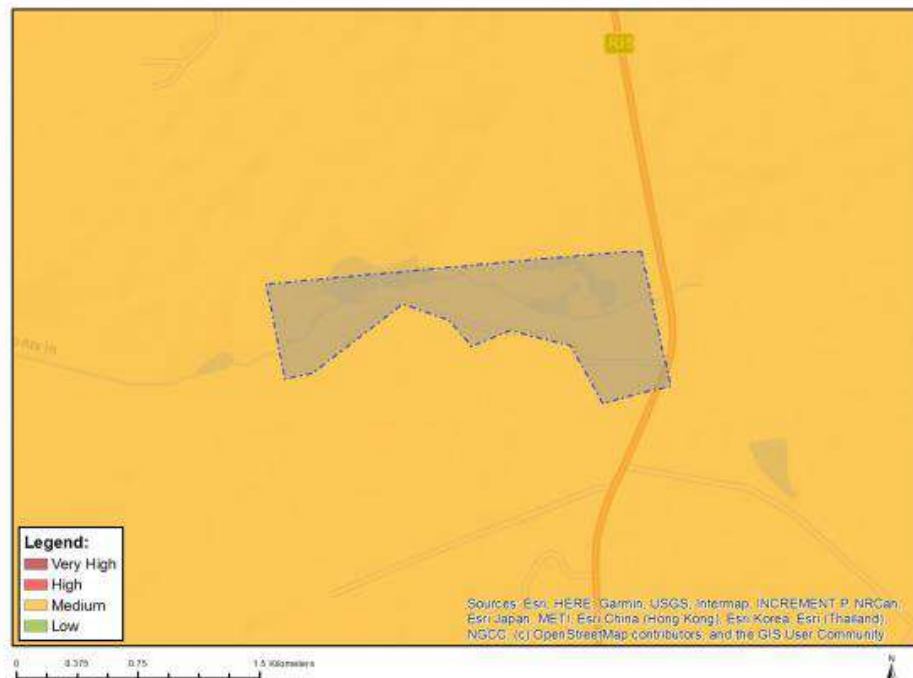 Legend:
Very High
High
Medium
Low
Sources: Esri, HERE, Garmin, USGS, Intermap, INCREMENT P, NRCan,
Esri Japan, METI, Esri China (Hong Kong), Esri Korea, Esri (Thailand),
NGCC, (c) OpenStreetMap contributors, and the GIS User Community
0 0.375 0.75 1.5 Kilometers
N